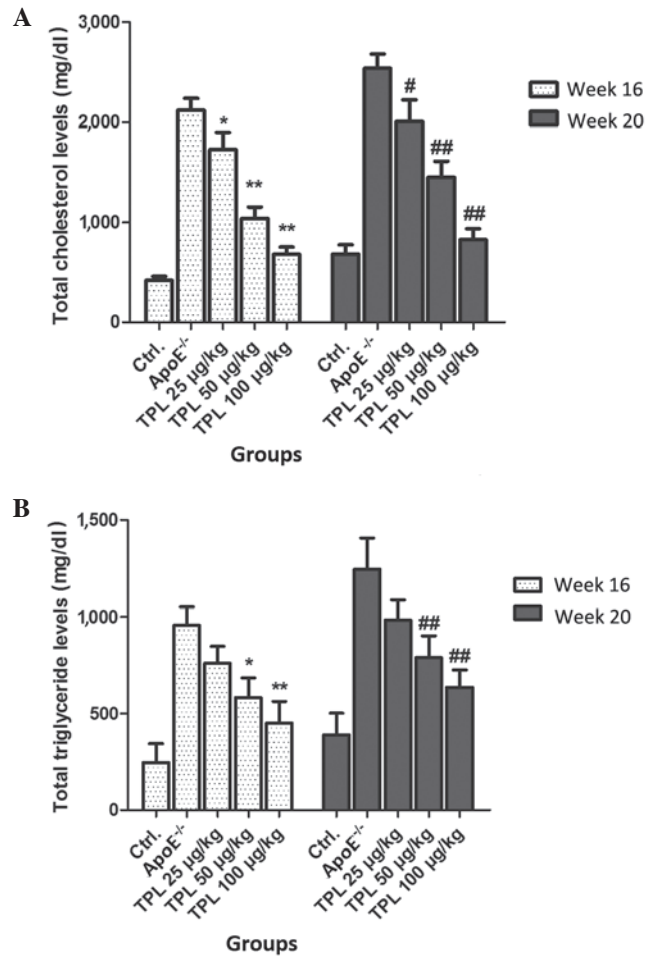 A
Total cholesterol levels (mg/dl)
3,000
2,000
1,000
0
*
**
**
#
##
##
Week 16
Week 20
Ctrl.
ApoE-/-
TPL 25 µg/kg
TPL 50 µg/kg
TPL 100 µg/kg
Ctrl.
ApoE-/-
TPL 25 µg/kg
TPL 50 µg/kg
TPL 100 µg/kg
Groups
B
Total triglyceride levels (mg/dl)
1,500
1,000
500
0
*
**
##
##
Week 16
Week 20
Ctrl.
ApoE-/-
TPL 25 µg/kg
TPL 50 µg/kg
TPL 100 µg/kg
Ctrl.
ApoE-/-
TPL 25 µg/kg
TPL 50 µg/kg
TPL 100 µg/kg
Groups